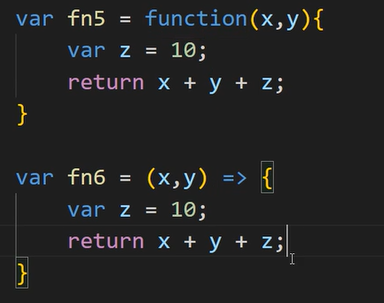 var fn5 = function(x,y){
    var z = 10;
    return x + y + z;
}

var fn6 = (x,y) => {
    var z = 10;
    return x + y + z;
}